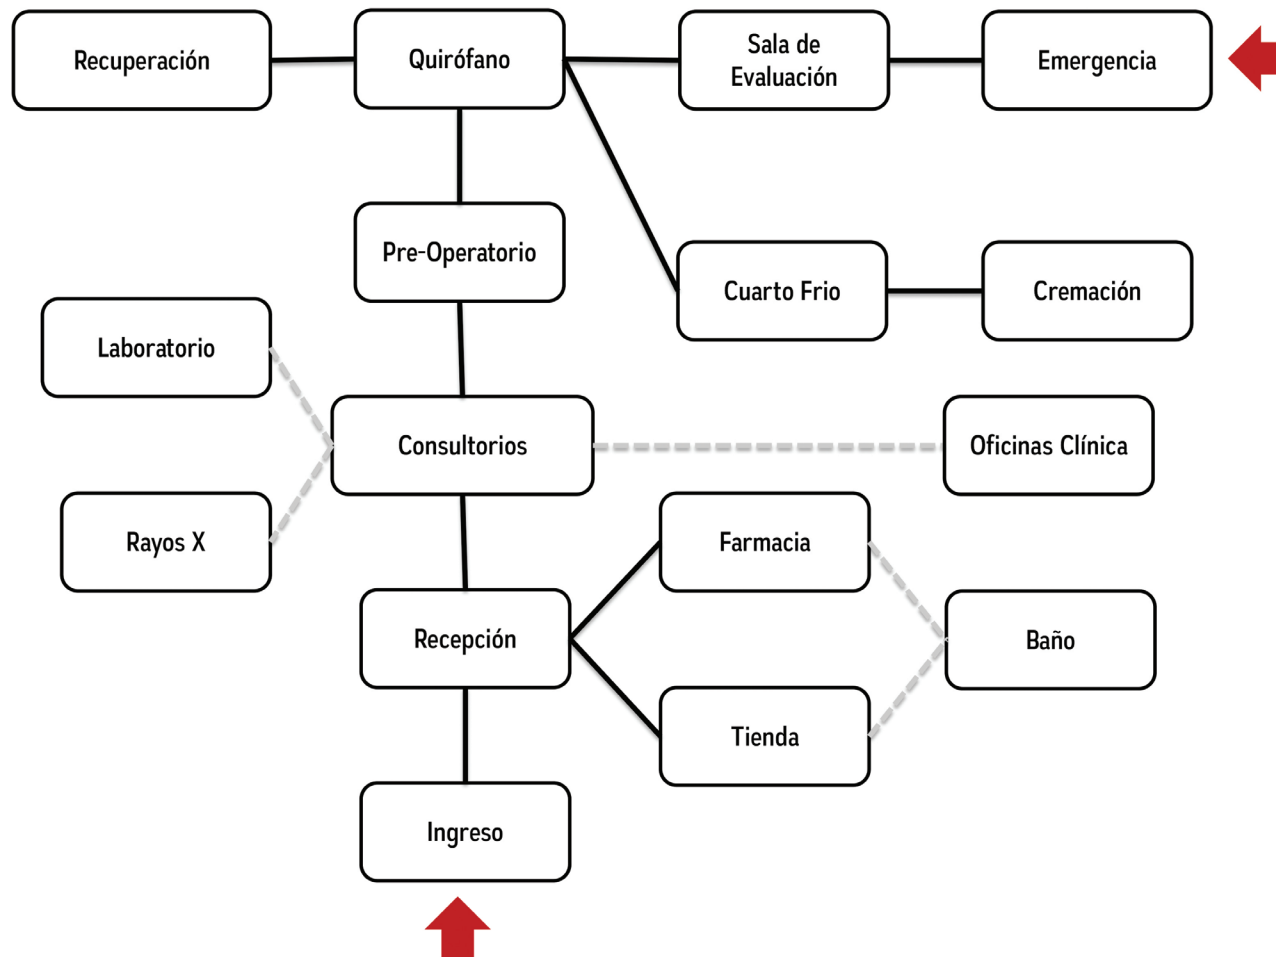 Recuperación
Quirófano
Sala de
Evaluación
Emergencia
Pre-Operatorio
Cuarto Frio
Cremación
Laboratorio
Consultorios
Oficinas Clínica
Rayos X
Farmacia
Recepción
Baño
Tienda
Ingreso